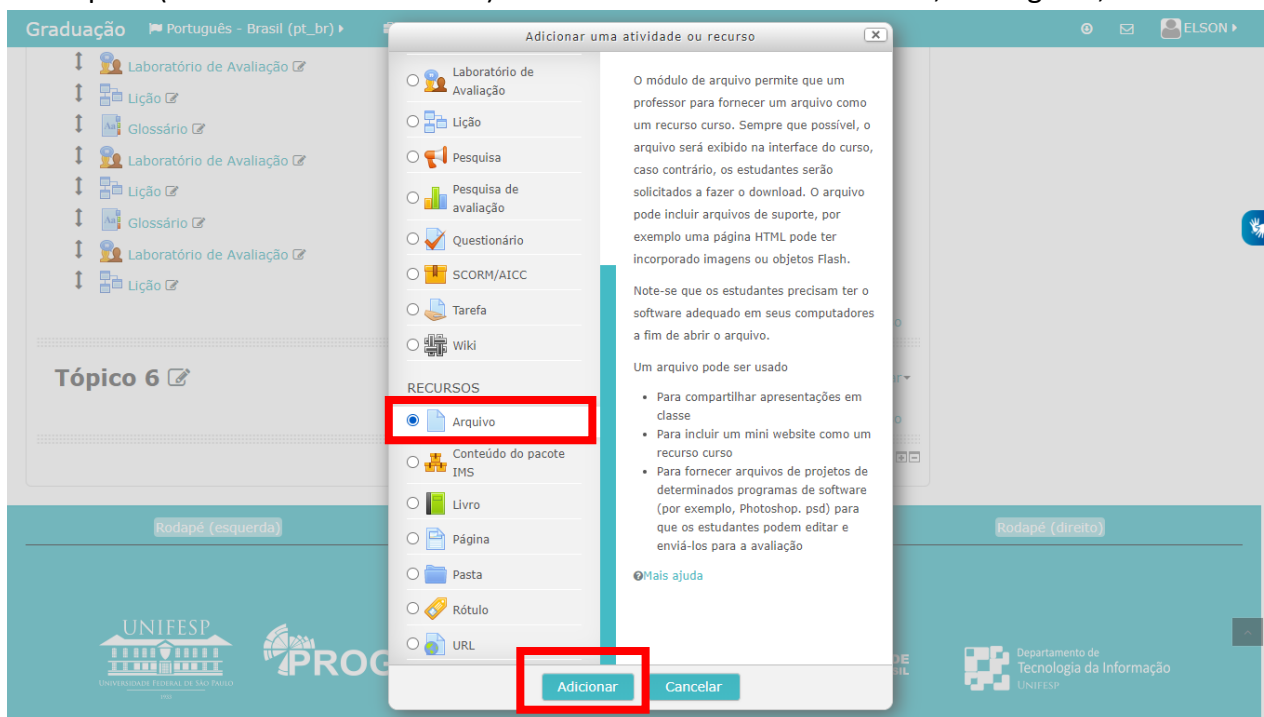 Graduação Português - Brasil (pt_br)
ELSON
Laboratório de Avaliação
Lição
Glossário
Laboratório de Avaliação
Lição
Glossário
Laboratório de Avaliação
Lição
Tópico 6
Adicionar uma atividade ou recurso
Laboratório de
Avaliação
Lição
Pesquisa
Pesquisa de
avaliação
Questionário
SCORM/AICC
Tarefa
Wiki
RECURSOS
Arquivo
Conteúdo do pacote
IMS
Livro
Página
Pasta
Rótulo
URL
O módulo de arquivo permite que um
professor para fornecer um arquivo como
um recurso curso. Sempre que possível, o
arquivo será exibido na interface do curso,
caso contrário, os estudantes serão
solicitados a fazer o download. O arquivo
pode incluir arquivos de suporte, por
exemplo uma página HTML pode ter
incorporado imagens ou objetos Flash.
Note-se que os estudantes precisam ter o
software adequado em seus computadores
a fim de abrir o arquivo.
Um arquivo pode ser usado
• Para compartilhar apresentações em
classe
• Para incluir um mini website como um
recurso curso
• Para fornecer arquivos de projetos de
determinados programas de software
(por exemplo, Photoshop. psd) para
que os estudantes podem editar e
enviá-los para a avaliação
Mais ajuda
Adicionar Cancelar
Rodapé (esquerda)
Rodapé (direito)
UNIFESP
UNIVERSIDADE FEDERAL DE SÃO PAULO
1933
PROG
Departamento de
Tecnologia da Informação
UNIFESP